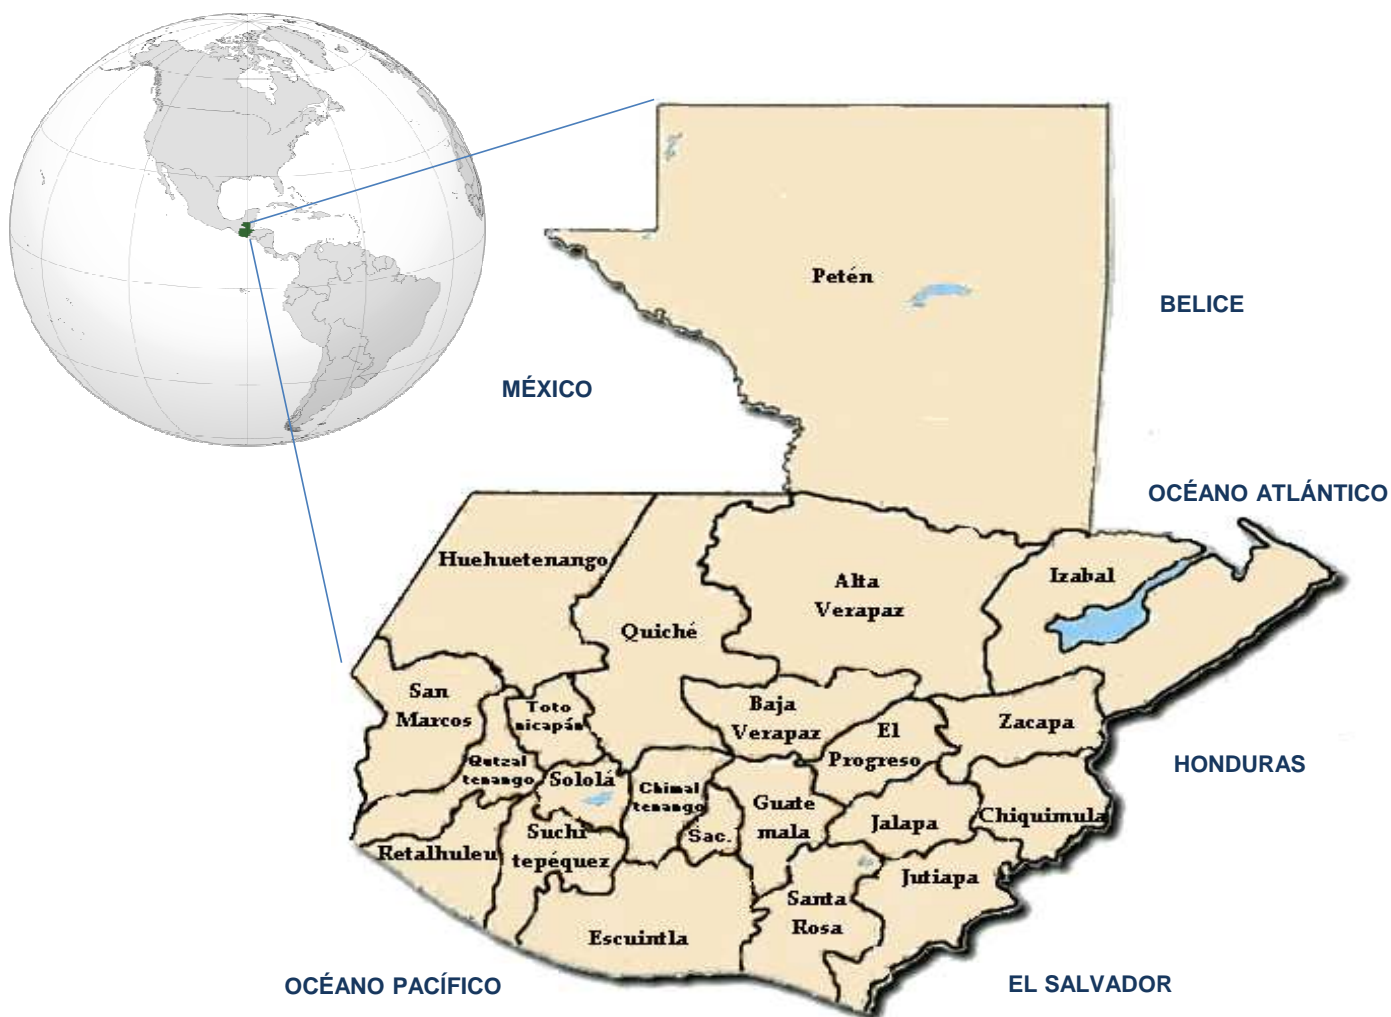 Petén
BELICE
MÉXICO
OCÉANO ATLÁNTICO
Huehuetenango
Alta
Verapaz
Izabal
Quiché
San
Marcos
Toto
nicapán
Baja
Verapaz
El
Progreso
Zacapa
Qutzal
tenango
Sololá
Chimal
tenango
Guate
mala
HONDURAS
Sac.
Jalapa
Chiquimula
Retalhuleu
Suchi
tepéquez
Jutiapa
Santa
Rosa
Escuintla
OCÉANO PACÍFICO
EL SALVADOR